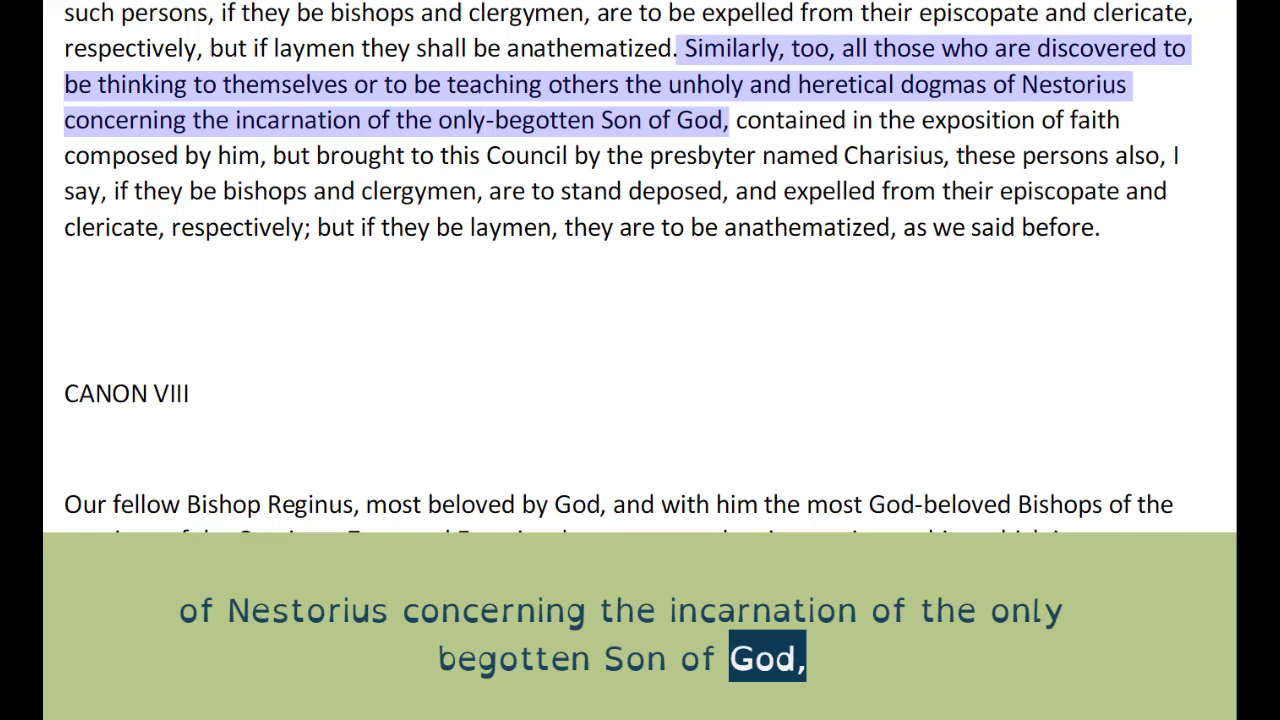 such persons, if they be bishops and clergymen, are to be expelled from their episcopate and clericate,
respectively, but if laymen they shall be anathematized. Similarly, too, all those who are discovered to
be thinking to themselves or to be teaching others the unholy and heretical dogmas of Nestorius
concerning the incarnation of the only-begotten Son of God, contained in the exposition of faith
composed by him, but brought to this Council by the presbyter named Charisius, these persons also, I
say, if they be bishops and clergymen, are to stand deposed, and expelled from their episcopate and
clericate, respectively; but if they be laymen, they are to be anathematized, as we said before.
CANON VIII
Our fellow Bishop Reginus, most beloved by God, and with him the most God-beloved Bishops of the
of Nestorius concerning the incarnation of the only
begotten Son of God,